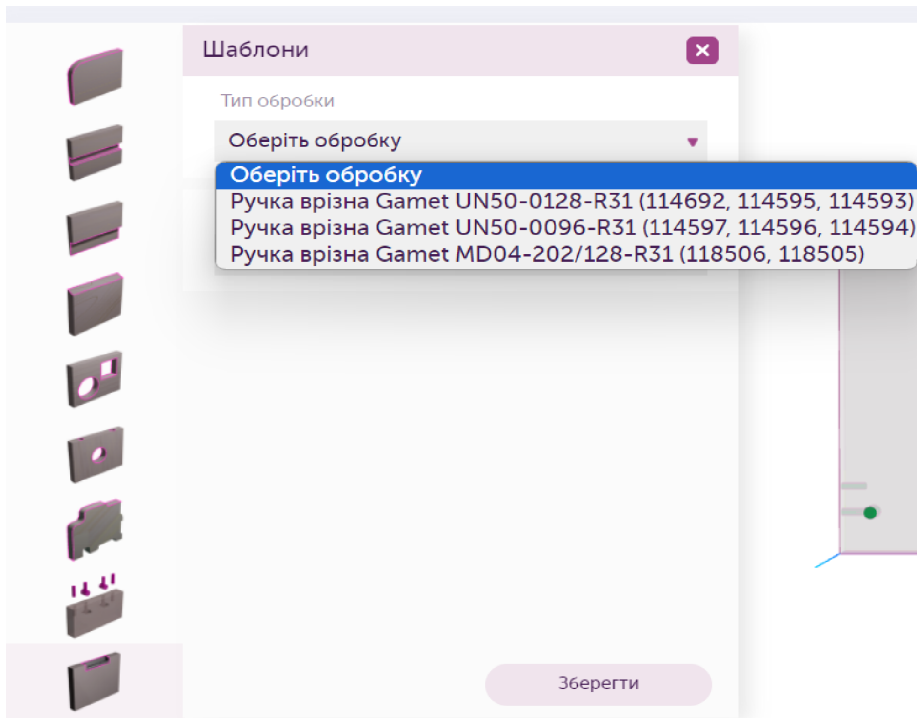 Шаблони
Тип обробки
Оберіть обробку
Оберіть обробку
Ручка врізна Gamet UN50-0128-R31 (114692, 114595, 114593)
Ручка врізна Gamet UN50-0096-R31 (114597, 114596, 114594)
Ручка врізна Gamet MD04-202/128-R31 (118506, 118505)
Зберегти